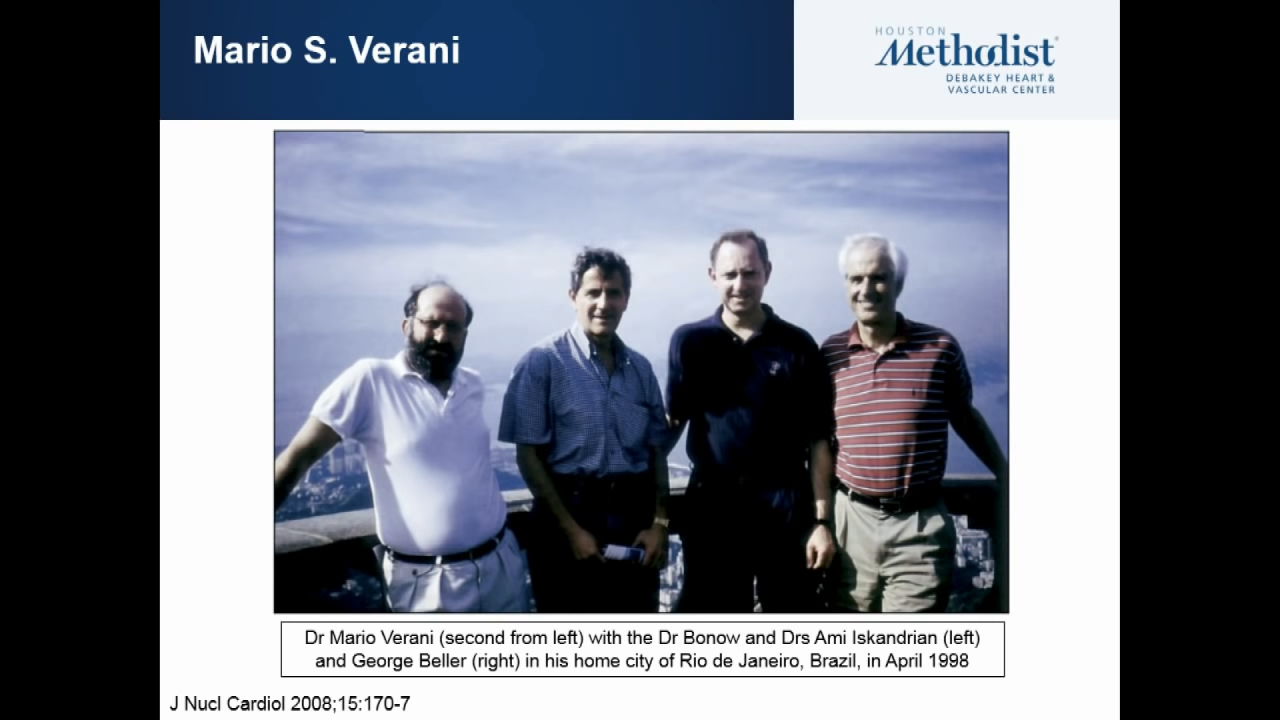 Mario S. Verani
HOUSTON
Methodist
DEBAKEY HEART &
VASCULAR CENTER
Dr Mario Verani (second from left) with the Dr Bonow and Drs Ami Iskandrian (left)
and George Beller (right) in his home city of Rio de Janeiro, Brazil, in April 1998
J Nucl Cardiol 2008;15:170-7